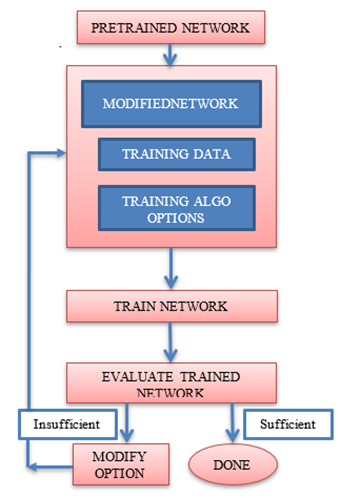 PRETRAINED NETWORK
MODIFIEDNETWORK
TRAINING DATA
TRAINING ALGO
OPTIONS
TRAIN NETWORK
EVALUATE TRAINED
NETWORK
Insufficient
Sufficient
MODIFY
OPTION
DONE